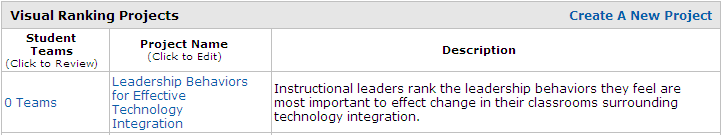 Visual Ranking Projects Create A New Project
Student
Teams
(Click to Review)
Project Name
(Click to Edit)
Description
0 Teams
Leadership Behaviors
for Effective
Technology
Integration
Instructional leaders rank the leadership behaviors they feel are
most important to effect change in their classrooms surrounding
technology integration.